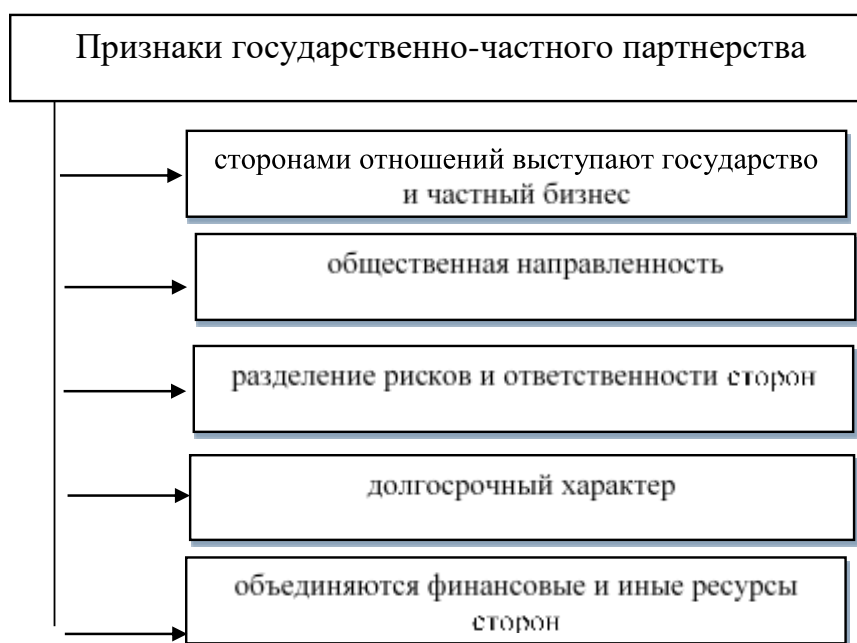 Признаки государственно-частного партнерства
сторонами отношений выступают государство
и частный бизнес
общественная направленность
разделение рисков и ответственности сторон
долгосрочный характер
объединяются финансовые и иные ресурсы
сторон